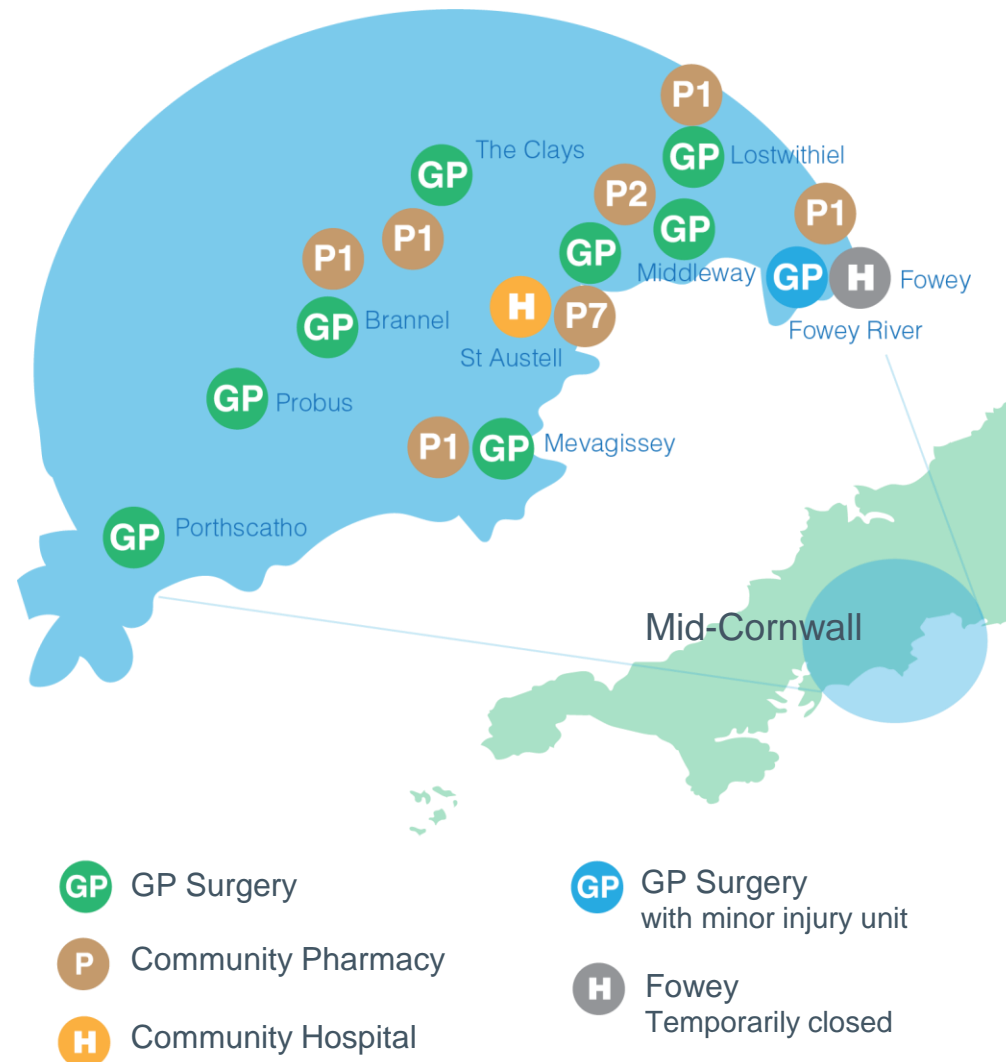 P1
The Clays
GP
GP
Lostwithiel
P2
P1
P1
GP
P1
GP
Middleway
GP
H
Fowey
Fowey River
H
P7
St Austell
GP
Brannel
GP
Probus
P1
GP
Mevagissey
GP
Porthscatho
Mid-Cornwall
GP
GP Surgery
P
Community Pharmacy
H
Community Hospital
GP
GP Surgery
with minor injury unit
H
Fowey
Temporarily closed